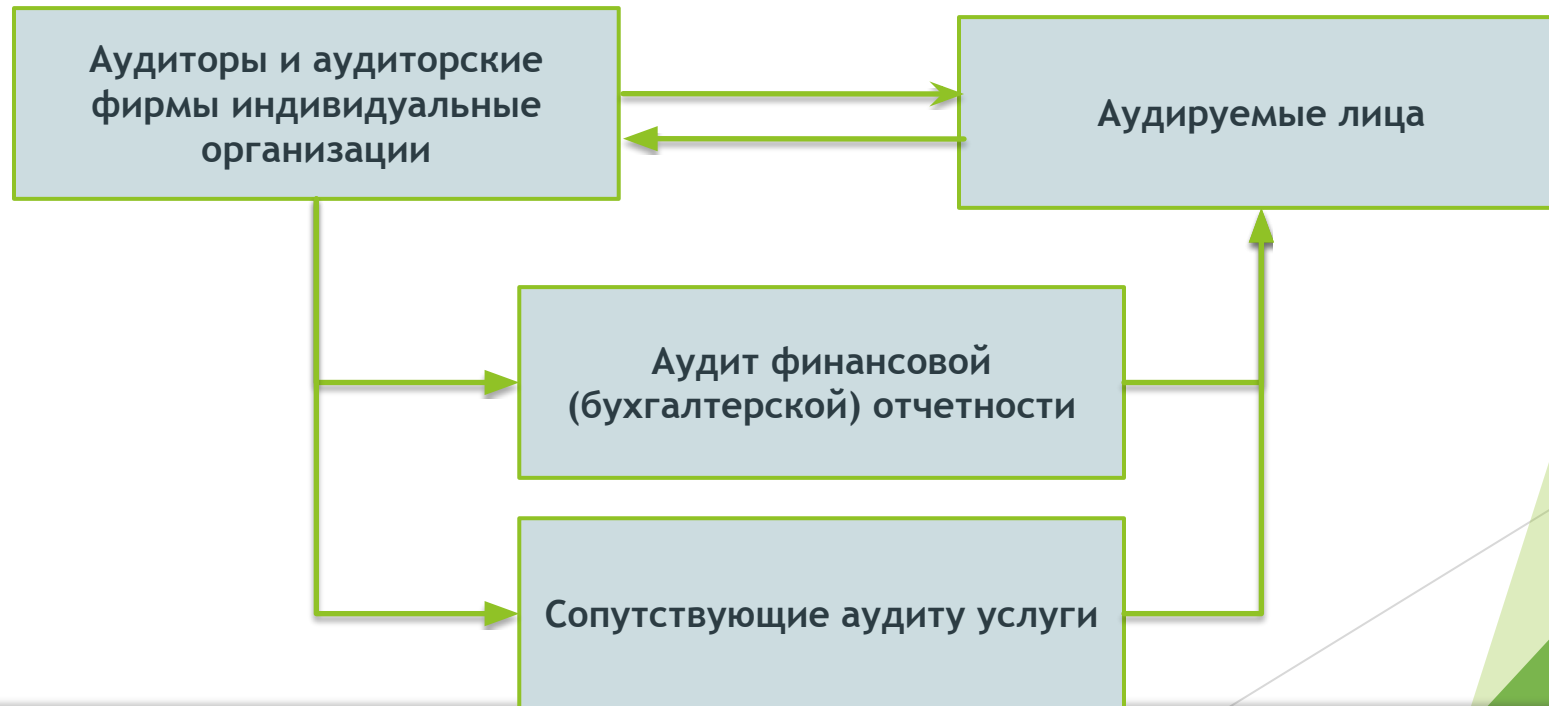 Аудиторы и аудиторские
фирмы индивидуальные
организации
Аудируемые лица
Аудит финансовой
(бухгалтерской) отчетности
Сопутствующие аудиту услуги